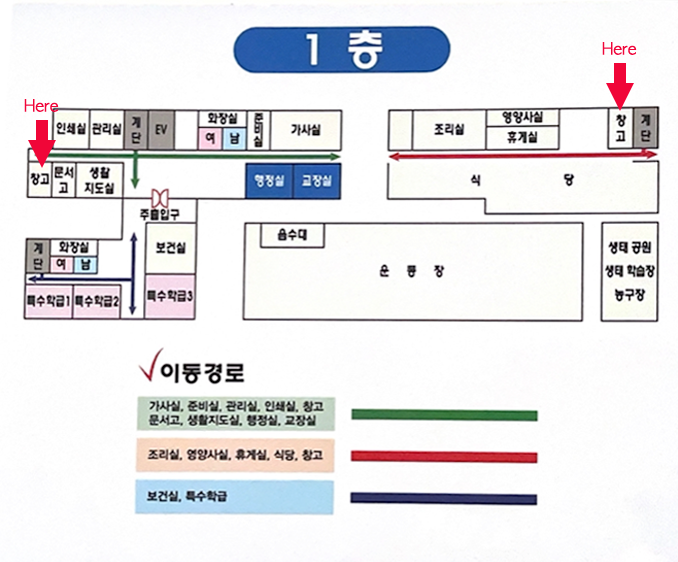 1 층
Here
Here
인쇄실
관리실
계단
EV
화장실
여
남
준비실
가사실
조리실
영양사실
휴게실
창고
계단
창고
문서고
생활
지도실
행정실
교장실
식 당
주출입구
계단
화장실
여
남
보건실
특수학급1
특수학급2
특수학급3
음수대
운 동 장
생태 공원
생태 학습장
농구장
이동경로
가사실, 준비실, 관리실, 인쇄실, 창고
문서고, 생활지도실, 행정실, 교장실
조리실, 영양사실, 휴게실, 식당, 창고
보건실, 특수학급